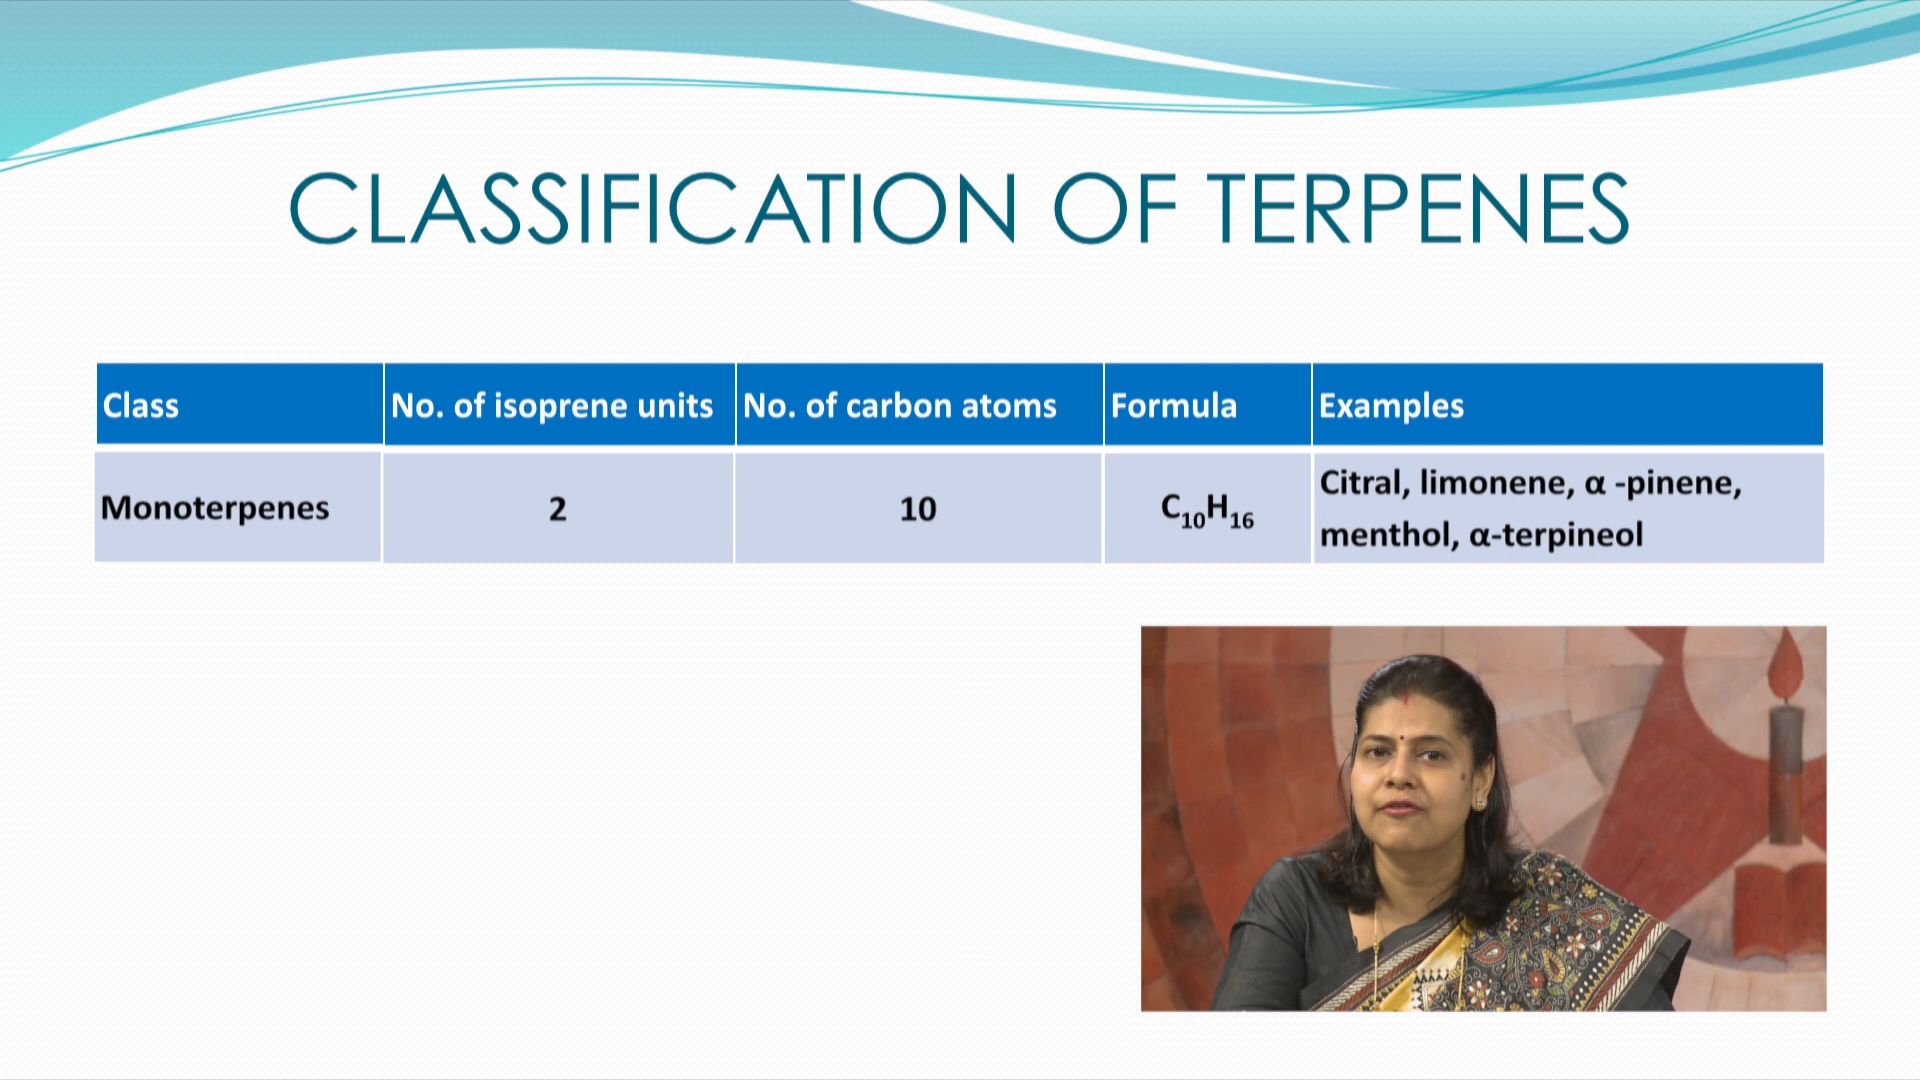 CLASSIFICATION OF TERPENES
Class No. of isoprene units No. of carbon atoms Formula Examples
Monoterpenes 2 10 C₁₀H₁₆ Citral, limonene, α -pinene,
menthol, α-terpineol